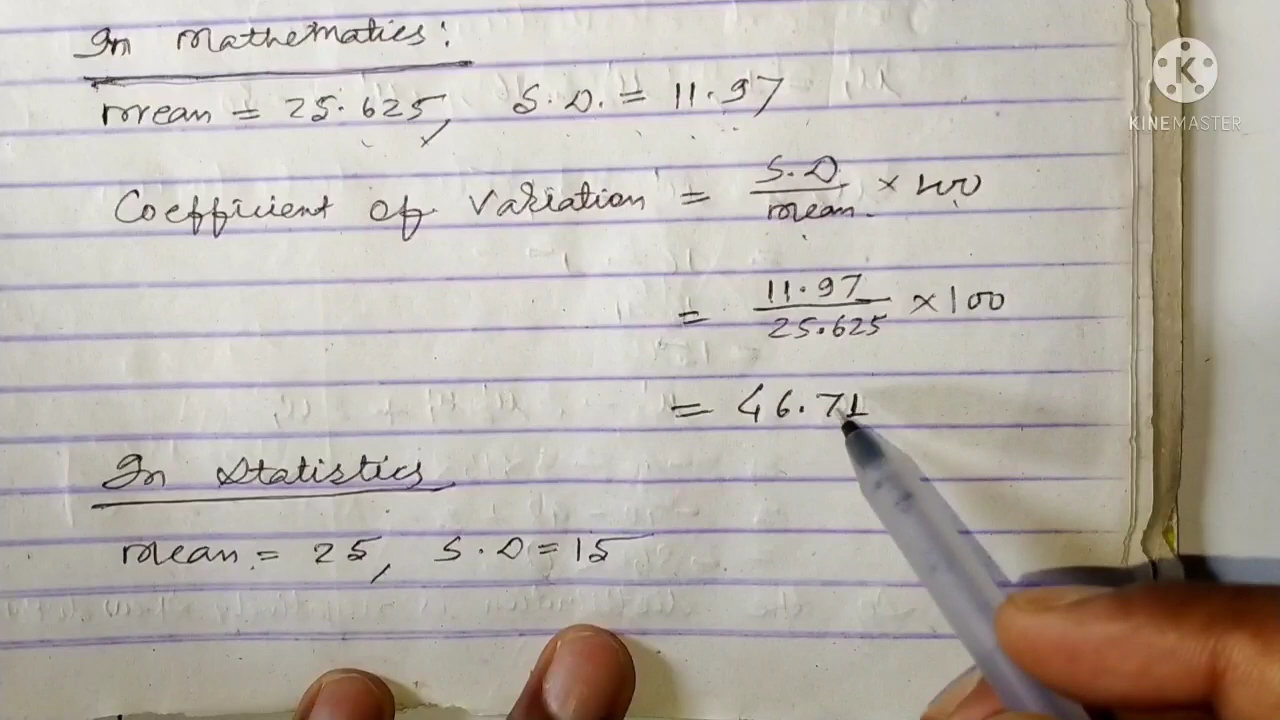 In Mathematics:
Mean = 25.625, S.D. = 11.97
Coefficient of Variation = S.D / Mean × 100
= 11.97 / 25.625 × 100
= 46.71
In Statistics
Mean = 25, S.D = 15
K
KINEMASTER